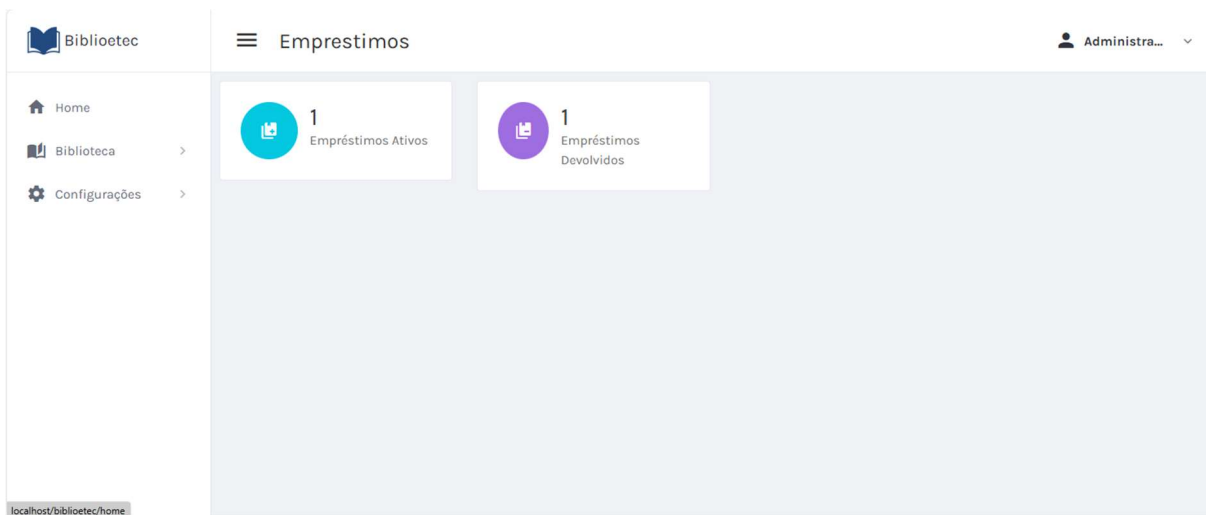 Biblioetec
Emprestimos
Administra...
Home
Biblioteca
Configurações
1
Empréstimos Ativos
1
Empréstimos
Devolvidos
localhost/biblioetec/home